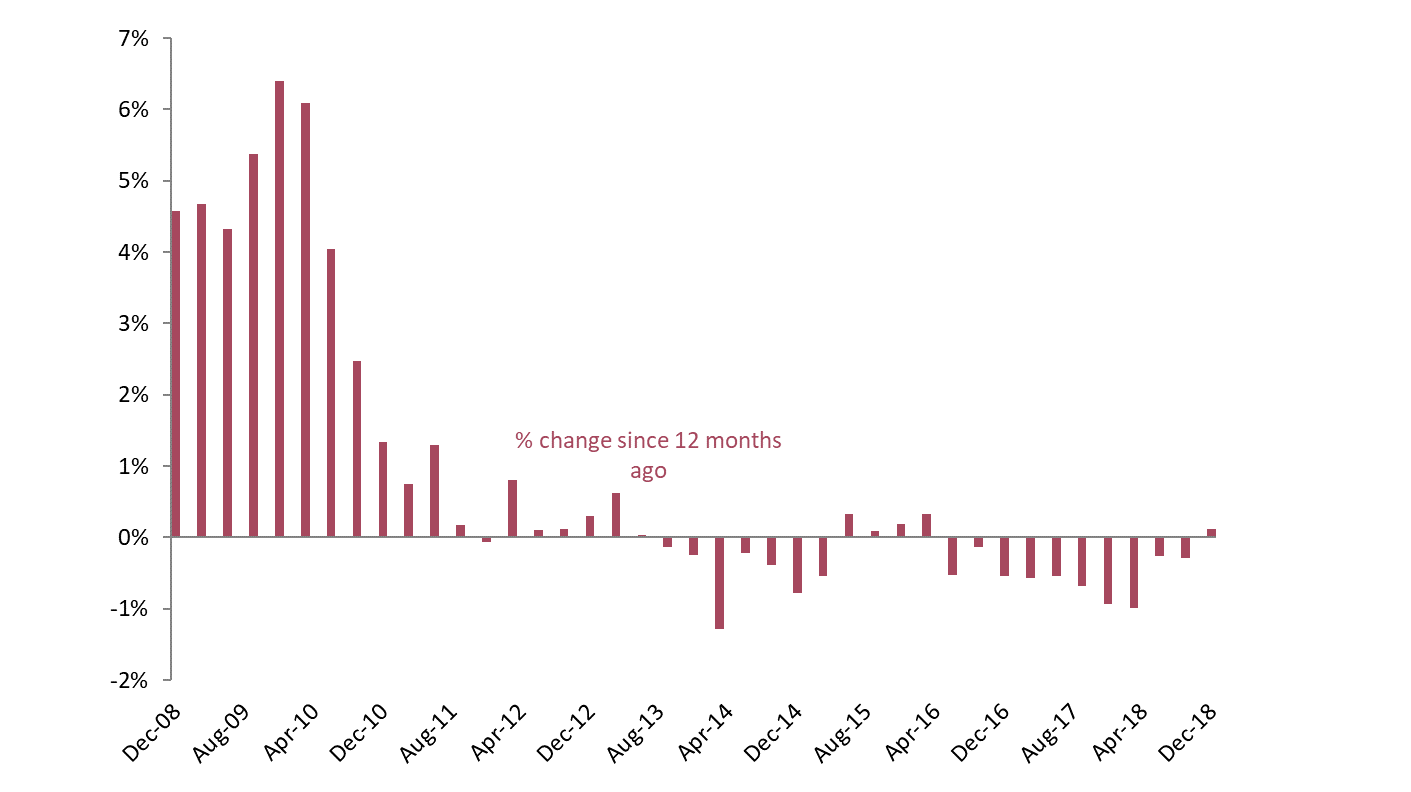 7%
6%
5%
4%
3%
2%
% change since 12 months
ago
1%
0%
-1%
-2%
Dec-08
Aug-09
Apr-10
Dec-10
Aug-11
Apr-12
Dec-12
Aug-13
Apr-14
Dec-14
Aug-15
Apr-16
Dec-16
Aug-17
Apr-18
Dec-18